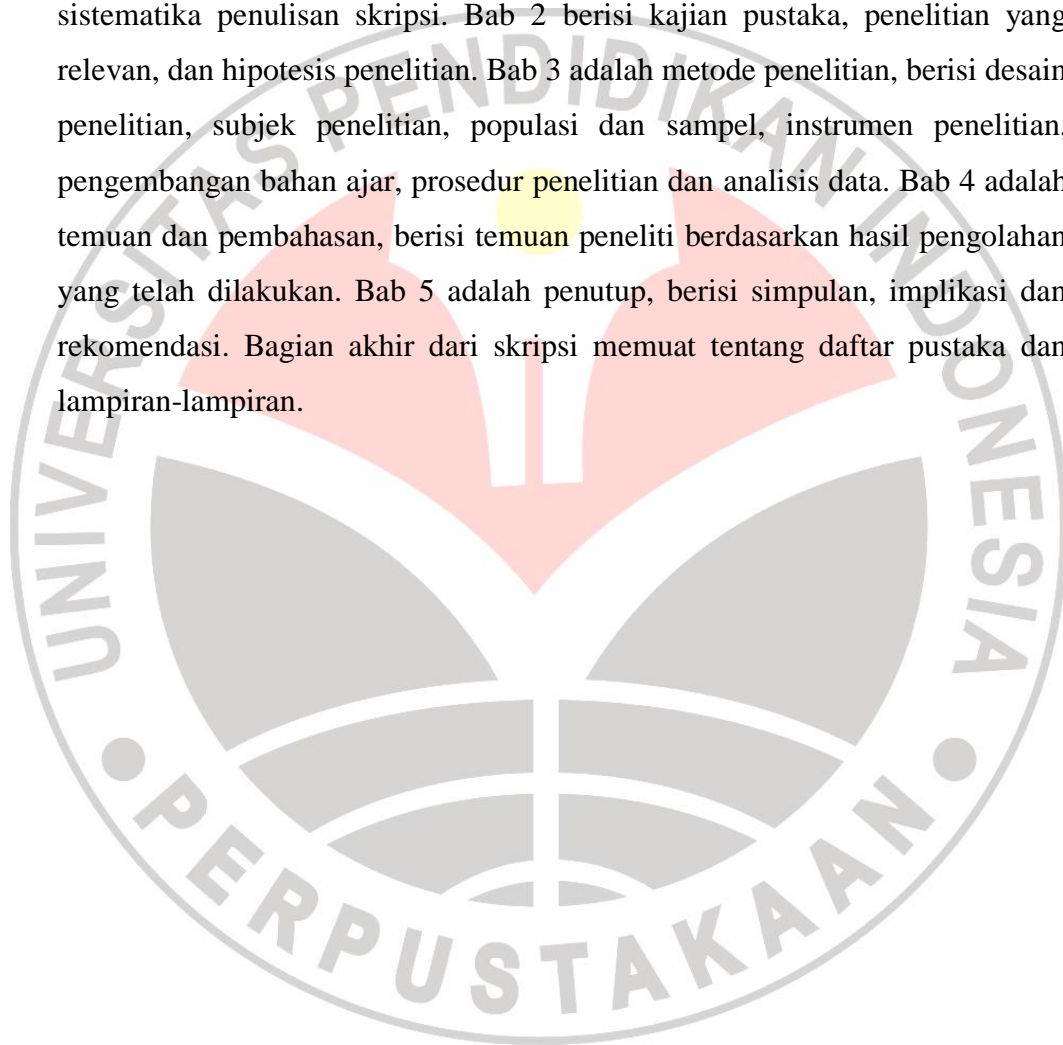 sistematika penulisan skripsi. Bab 2 berisi kajian pustaka, penelitian yang
relevan, dan hipotesis penelitian. Bab 3 adalah metode penelitian, berisi desain
penelitian, subjek penelitian, populasi dan sampel, instrumen penelitian,
pengembangan bahan ajar, prosedur penelitian dan analisis data. Bab 4 adalah
temuan dan pembahasan, berisi temuan peneliti berdasarkan hasil pengolahan
yang telah dilakukan. Bab 5 adalah penutup, berisi simpulan, implikasi dan
rekomendasi. Bagian akhir dari skripsi memuat tentang daftar pustaka dan
lampiran-lampiran.
UNIVERSITAS PENDIDIKAN INDONESIA
PERPUSTAKAAN